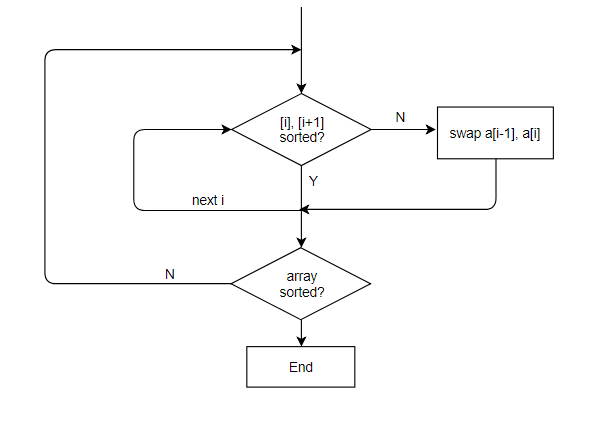 [i], [i+1]
sorted?
N
swap a[i-1], a[i]
Y
next i
array
sorted?
N
End